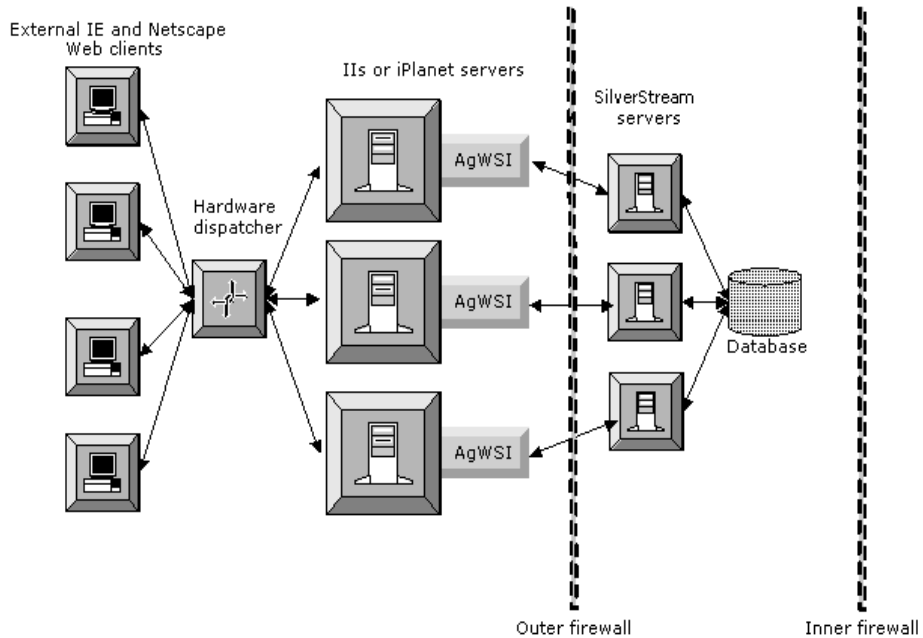 External IE and Netscape
Web clients
IIs or iPlanet servers
SilverStream
servers
AgWSI
Hardware
dispatcher
AgWSI
Database
AgWSI
Outer firewall
Inner firewall